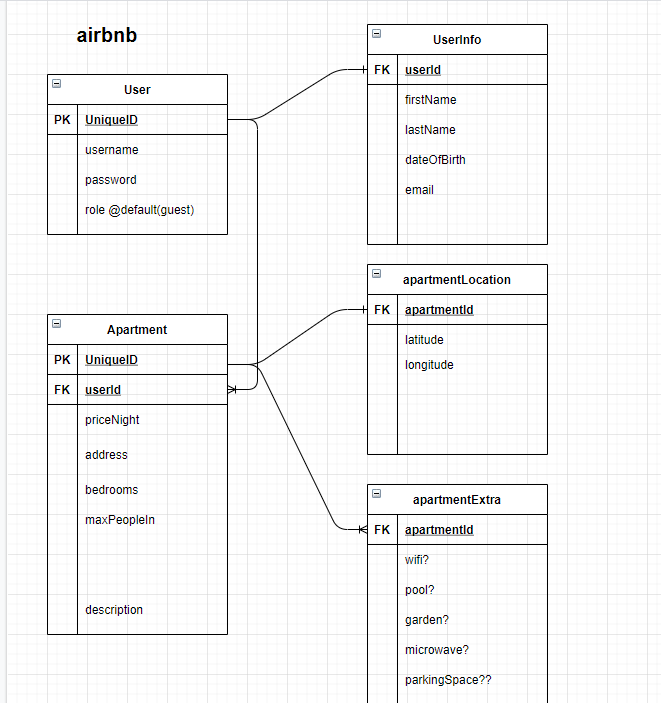 airbnb
User
PK UniqueID
username
password
role @default(guest)
UserInfo
FK userId
firstName
lastName
dateOfBirth
email
Apartment
PK UniqueID
FK userId
priceNight
address
bedrooms
maxPeopleIn
description
apartmentLocation
FK apartmentId
latitude
longitude
apartmentExtra
FK apartmentId
wifi?
pool?
garden?
microwave?
parkingSpace??